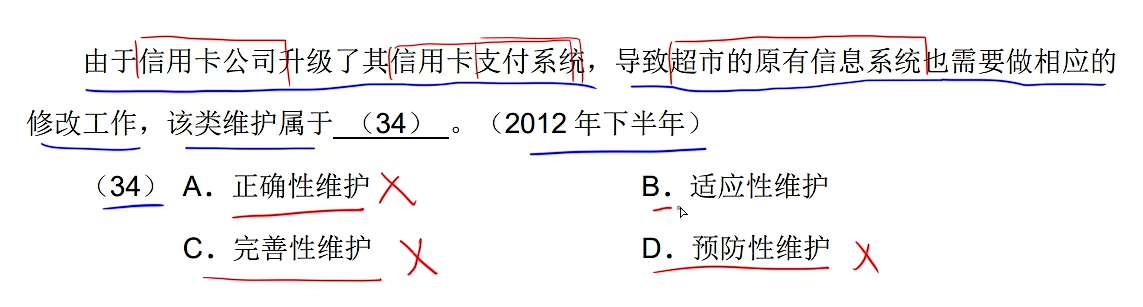 由于信用卡公司升级了其信用卡支付系统，导致超市的原有信息系统也需要做相应的
修改工作，该类维护属于 （34） 。（2012 年下半年）
（34） A．正确性维护 B．适应性维护
C．完善性维护 D．预防性维护